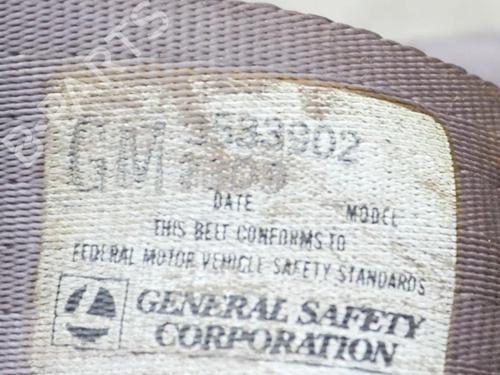 GM
DATE MODEL
THIS BELT CONFORMS TO
FEDERAL MOTOR VEHICLE SAFETY STANDARDS
GENERAL SAFETY
CORPORATION